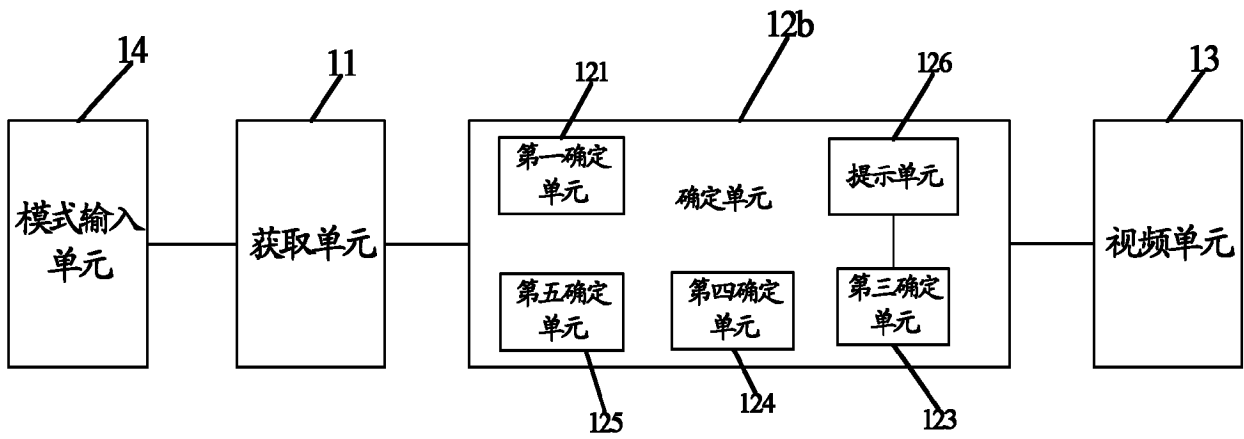 14
11
121
12b
126
13
模式输入
单元
获取单元
第一确定
单元
确定单元
提示单元
视频单元
第五确定
单元
第四确定
单元
第三确定
单元
125
124
123